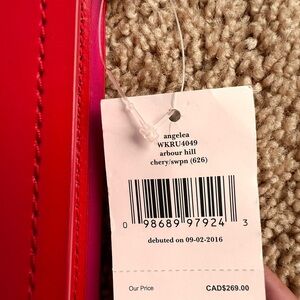 angelea
WKRU4049
arbour hill
chery/swpn (626)
0 98689 97924 3
debuted on 09-02-2016
Our Price CAD$269.00